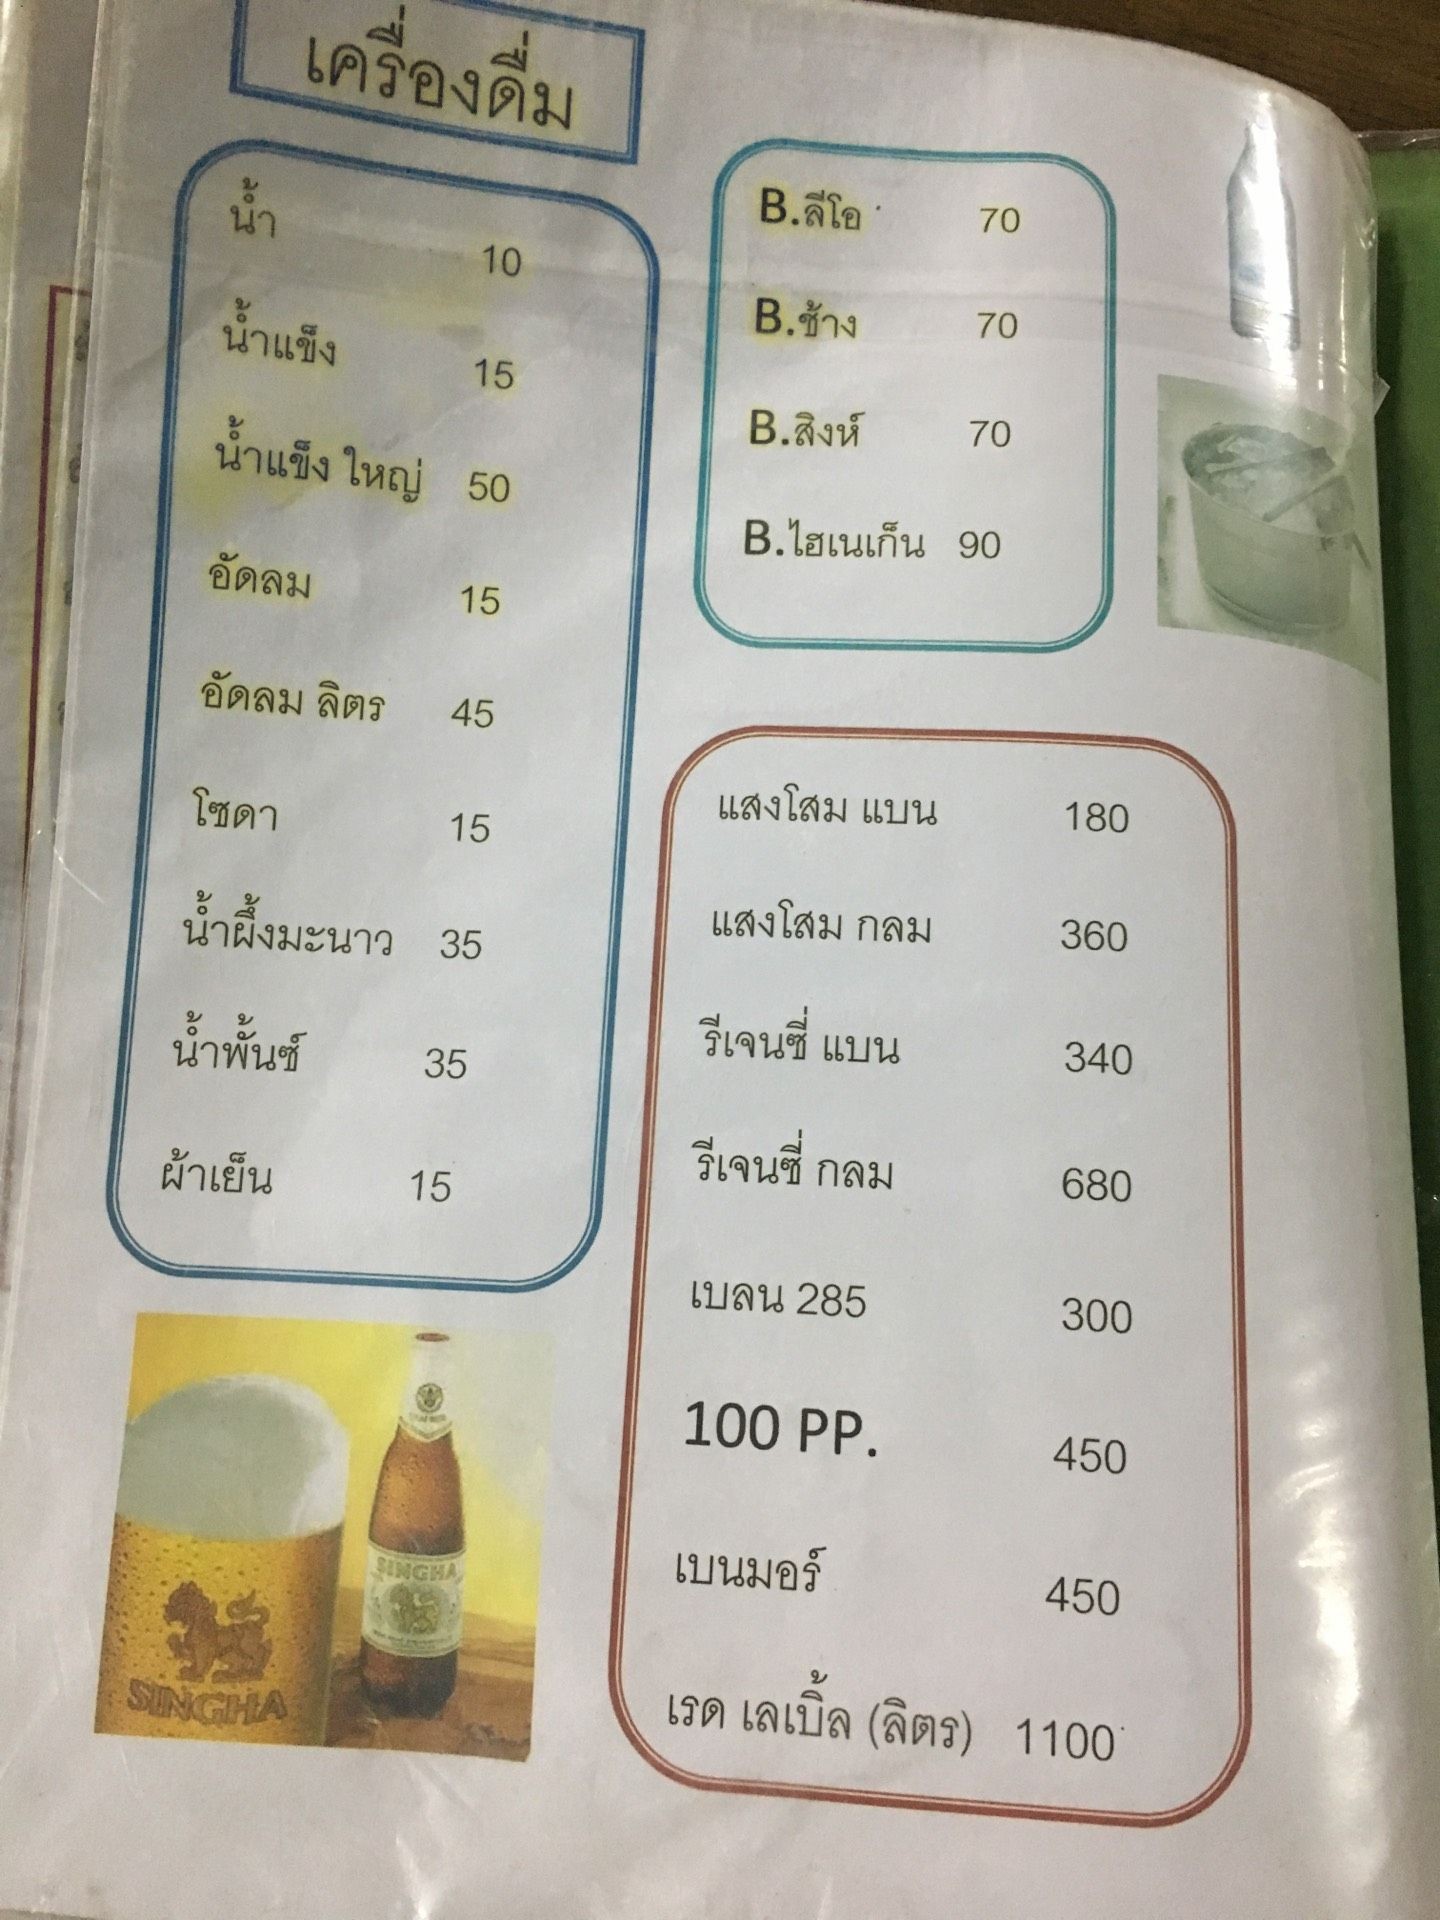 เครื่องดื่ม
น้ำ 10
น้ำแข็ง 15
น้ำแข็ง ใหญ่ 50
อัดลม 15
อัดลม ลิตร 45
โซดา 15
น้ำผึ้งมะนาว 35
น้ำพั้นซ์ 35
ผ้าเย็น 15
B.ลีโอ 70
B.ช้าง 70
B.สิงห์ 70
B.ไฮเนเก็น 90
แสงโสม แบน 180
แสงโสม กลม 360
รีเจนซี่ แบน 340
รีเจนซี่ กลม 680
เบลน 285 300
100 PP. 450
เบนมอร์ 450
เรด เลเบิ้ล (ลิตร) 1100
SINGHA
SINGHA